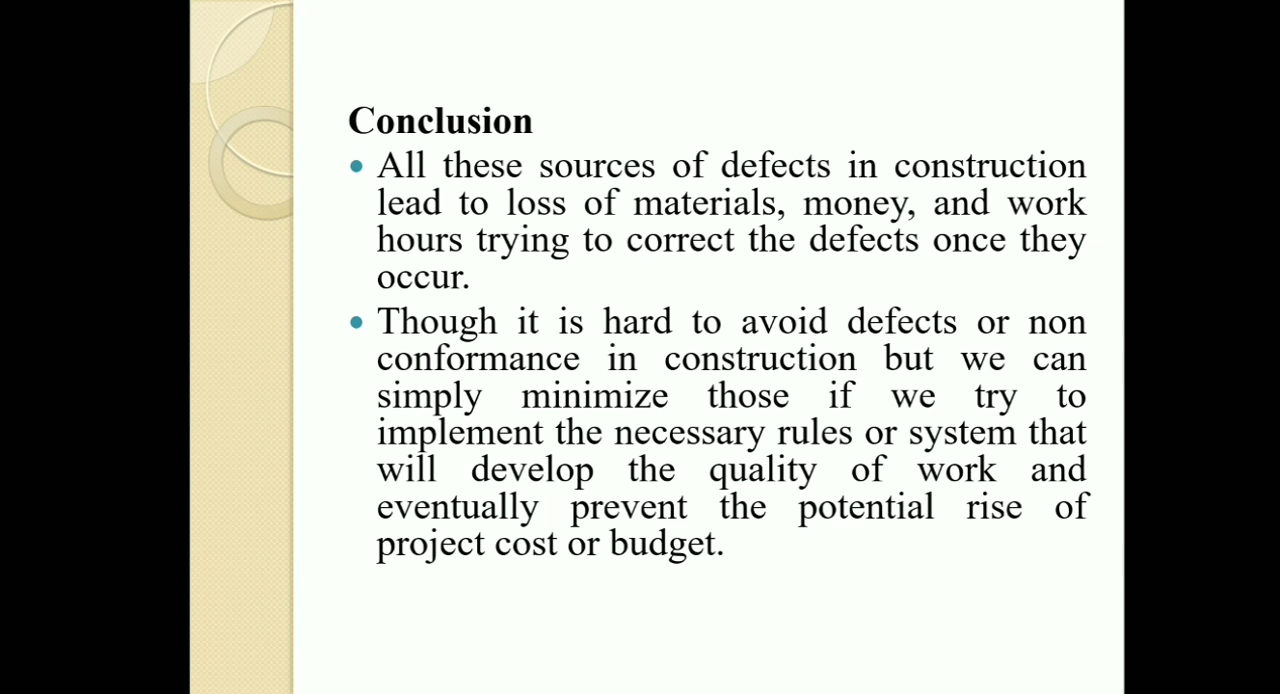 Conclusion
All these sources of defects in construction
lead to loss of materials, money, and work
hours trying to correct the defects once they
occur.
Though it is hard to avoid defects or non
conformance in construction but we can
simply minimize those if we try to
implement the necessary rules or system that
will develop the quality of work and
eventually prevent the potential rise of
project cost or budget.